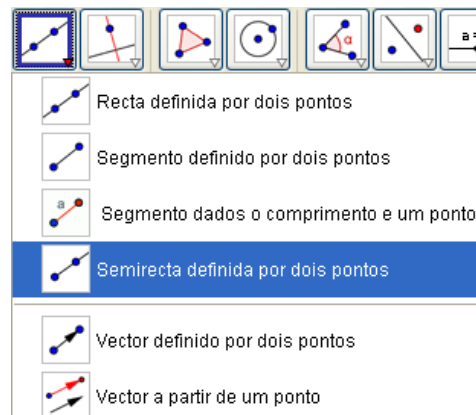 α
a =
Recta definida por dois pontos
Segmento definido por dois pontos
a
Segmento dados o comprimento e um ponto
Semirecta definida por dois pontos
Vector definido por dois pontos
Vector a partir de um ponto